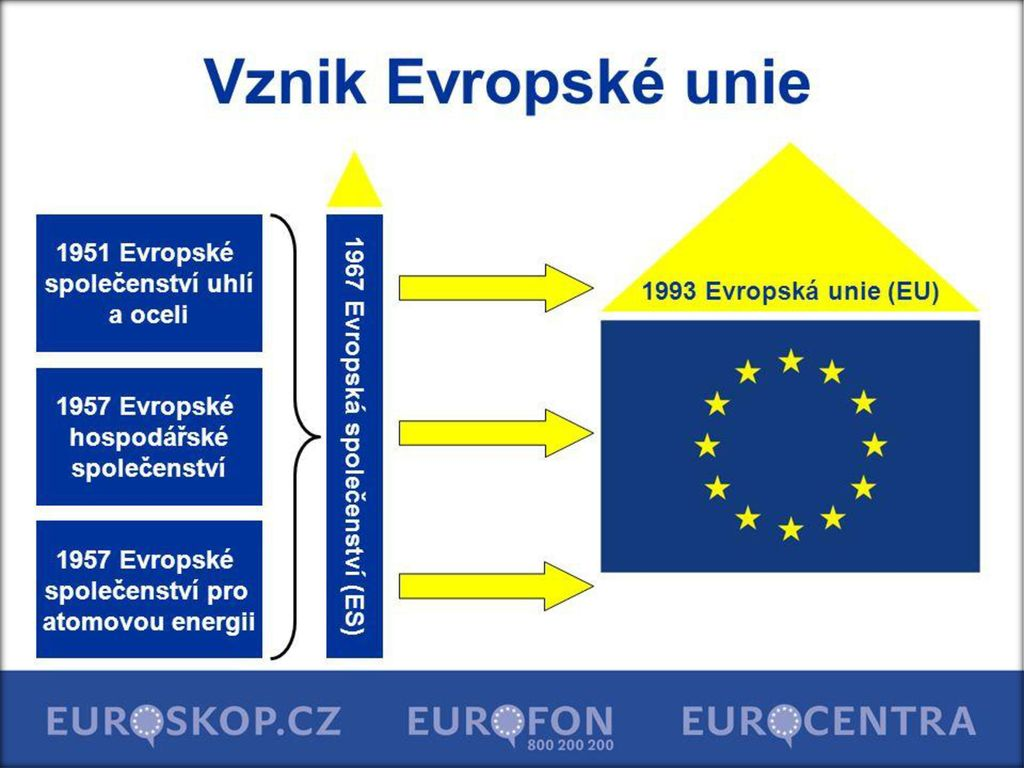 Vznik Evropské unie
1951 Evropské
společenství uhlí
a oceli
1957 Evropské
hospodářské
společenství
1957 Evropské
společenství pro
atomovou energii
1967 Evropská společenství (ES)
1993 Evropská unie (EU)
EUROSKOP.CZ
EUROFON
800 200 200
EUROCENTRA